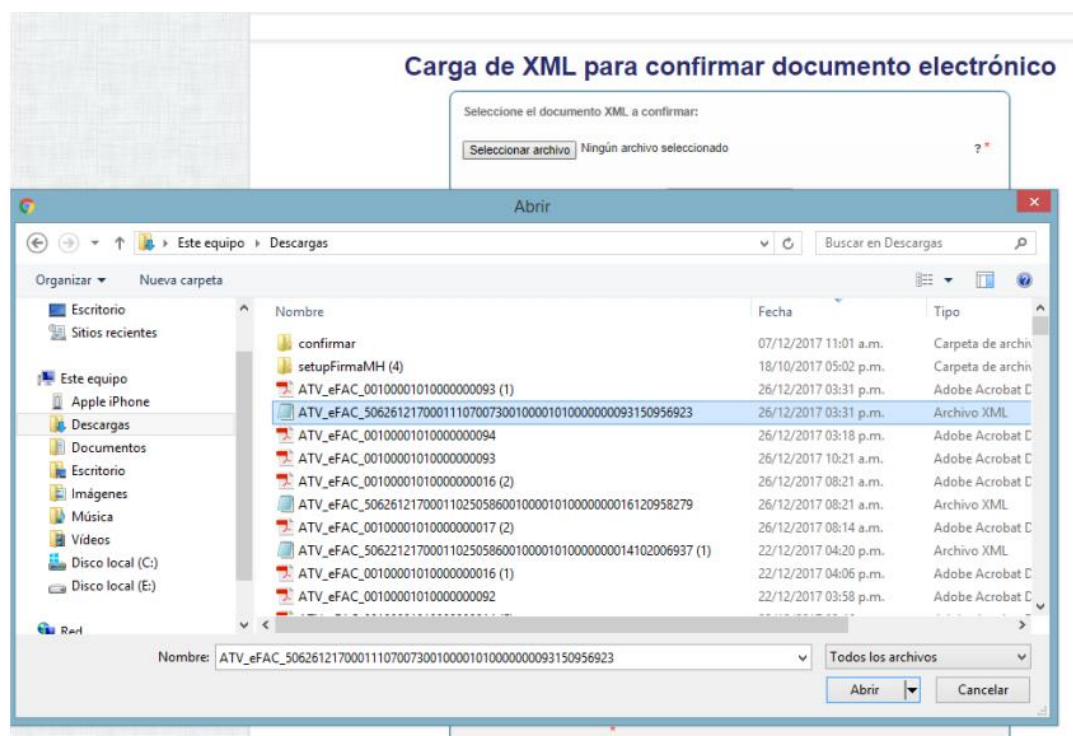 Carga de XML para confirmar documento electrónico
Seleccione el documento XML a confirmar:
Seleccionar archivo Ningún archivo seleccionado ? *
Abrir
Este equipo Descargas Buscar en Descargas
Organizar Nueva carpeta
Escritorio
Sitios recientes
Este equipo
Apple iPhone
Descargas
Documentos
Escritorio
Imágenes
Música
Vídeos
Disco local (C:)
Disco local (E:)
Red
Nombre Fecha Tipo
confirmar 07/12/2017 11:01 a.m. Carpeta de archiv
setupFirmaMH (4) 18/10/2017 05:02 p.m. Carpeta de archiv
ATV_eFAC_00100001010000000093 (1) 26/12/2017 03:31 p.m. Adobe Acrobat D
ATV_eFAC_50626121700011107007300100001010000000093150956923 26/12/2017 03:31 p.m. Archivo XML
ATV_eFAC_00100001010000000094 26/12/2017 03:18 p.m. Adobe Acrobat D
ATV_eFAC_00100001010000000093 26/12/2017 10:21 a.m. Adobe Acrobat D
ATV_eFAC_00100001010000000016 (2) 26/12/2017 08:21 a.m. Adobe Acrobat D
ATV_eFAC_50626121700011025058600100001010000000016120958279 26/12/2017 08:21 a.m. Archivo XML
ATV_eFAC_00100001010000000017 (2) 26/12/2017 08:14 a.m. Adobe Acrobat D
ATV_eFAC_50622121700011025058600100001010000000014102006937 (1) 22/12/2017 04:20 p.m. Archivo XML
ATV_eFAC_00100001010000000016 (1) 22/12/2017 04:06 p.m. Adobe Acrobat D
ATV_eFAC_00100001010000000092 22/12/2017 03:58 p.m. Adobe Acrobat D
Nombre: ATV_eFAC_50626121700011107007300100001010000000093150956923 Todos los archivos
Abrir Cancelar
*